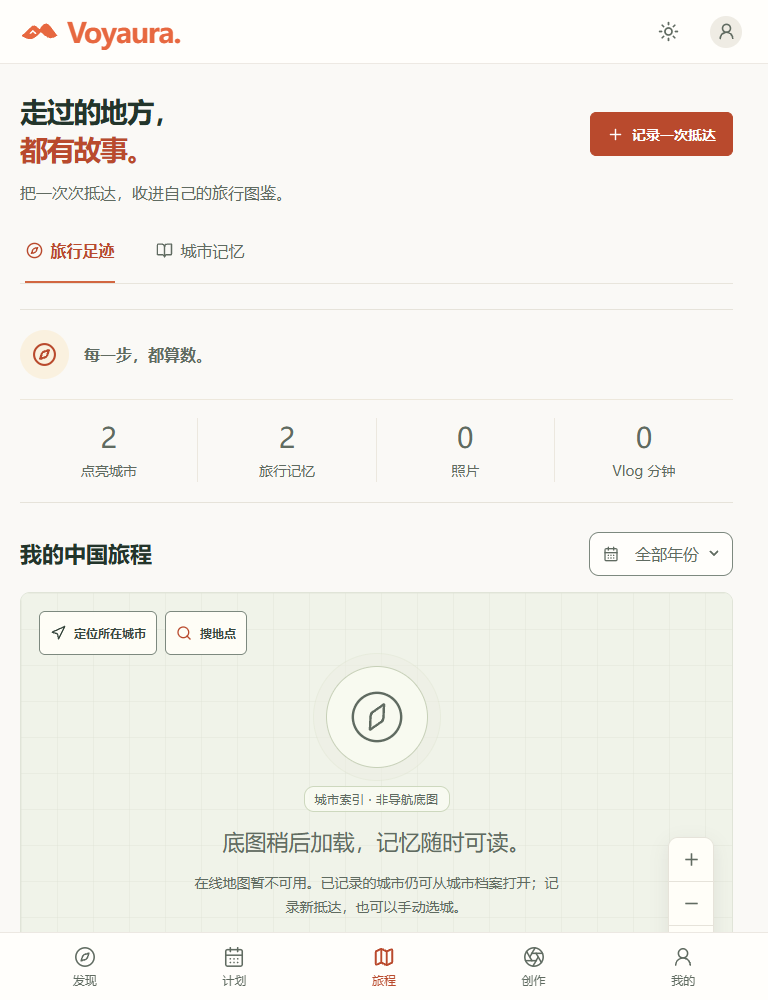 Voyaura.
走过的地方，
都有故事。
记录一次抵达
把一次次抵达，收进自己的旅行图鉴。
旅行足迹
城市记忆
每一步，都算数。
2
点亮城市
2
旅行记忆
0
照片
0
Vlog 分钟
我的中国旅程
全部年份
定位所在城市
搜地点
城市索引 · 非导航底图
底图稍后加载，记忆随时可读。
在线地图暂不可用。已记录的城市仍可从城市档案打开；记
录新抵达，也可以手动选城。
发现
计划
旅程
创作
我的